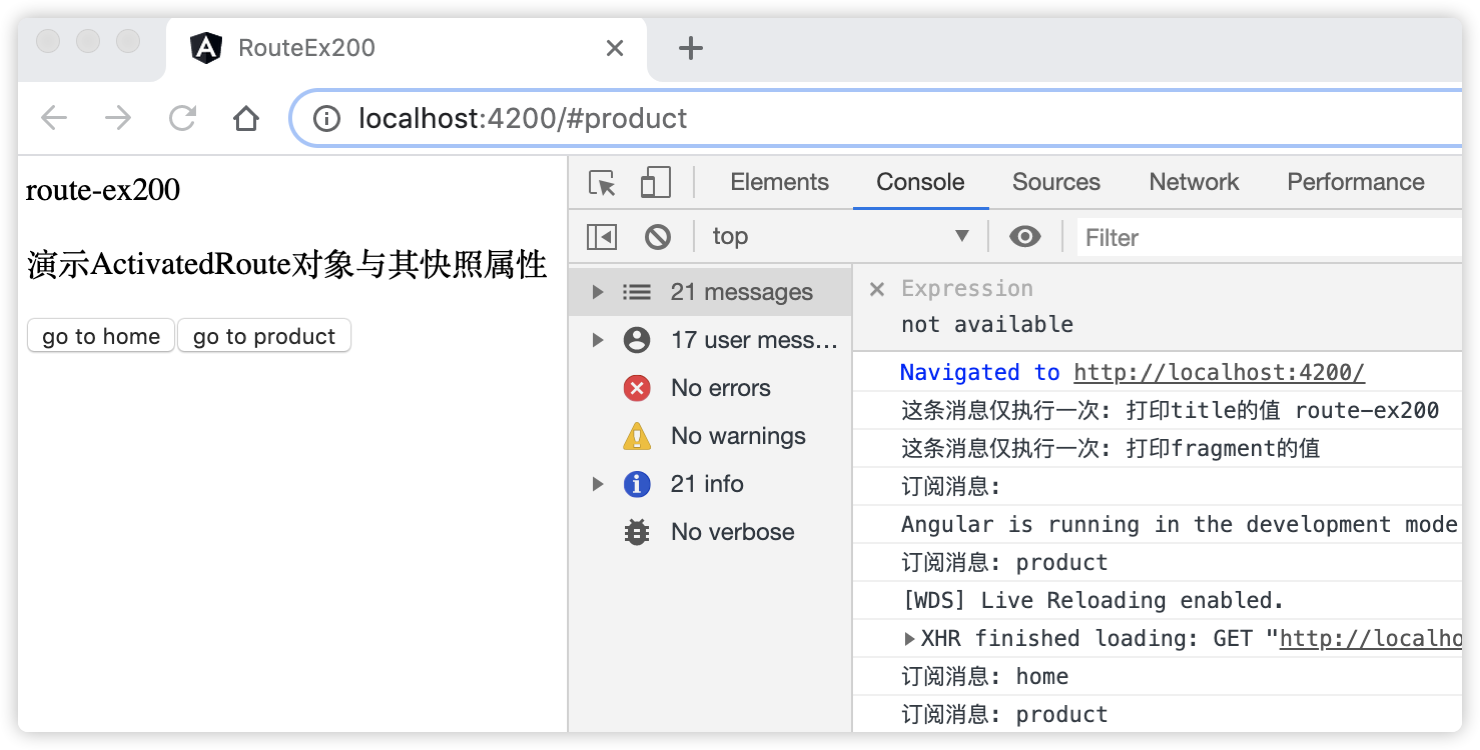 RouteEx200
localhost:4200/#product
route-ex200
演示ActivatedRoute对象与其快照属性
go to home go to product
Elements Console Sources Network Performance
top Filter
21 messages
17 user mess…
No errors
No warnings
21 info
No verbose
Expression
not available
Navigated to http://localhost:4200/
这条消息仅执行一次: 打印title的值 route-ex200
这条消息仅执行一次: 打印fragment的值
订阅消息:
Angular is running in the development mode
订阅消息: product
[WDS] Live Reloading enabled.
XHR finished loading: GET "http://localho
订阅消息: home
订阅消息: product